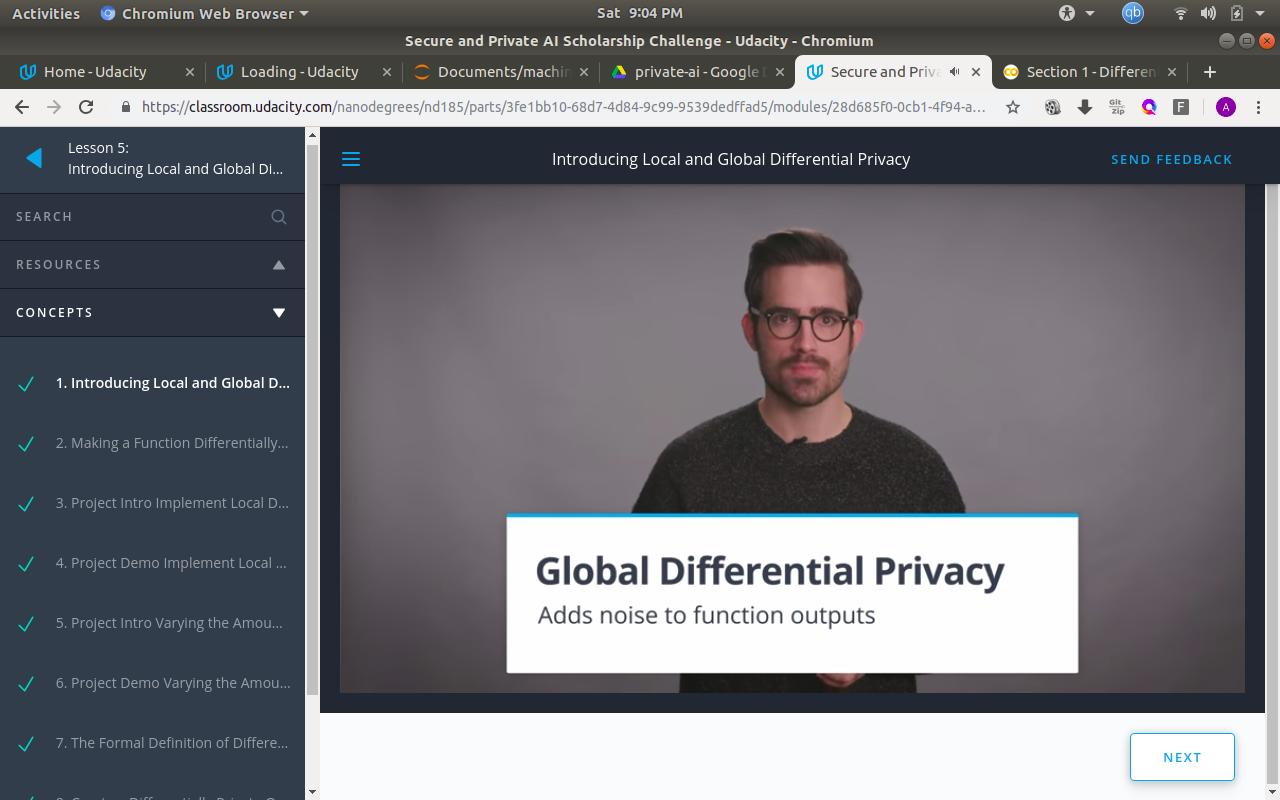 Activities
Chromium Web Browser
Sat 9:04 PM
qb
Secure and Private AI Scholarship Challenge - Udacity - Chromium
Home - Udacity
Loading - Udacity
Documents/machin
private-ai - Google D
Secure and Priva
Section 1 - Differen
https://classroom.udacity.com/nanodegrees/nd185/parts/3fe1bb10-68d7-4d84-9c99-9539dedffad5/modules/28d685f0-0cb1-4f94-a...
Git
Zip
F
A
Lesson 5:
Introducing Local and Global Di...
SEARCH
RESOURCES
CONCEPTS
1. Introducing Local and Global D...
2. Making a Function Differentially...
3. Project Intro Implement Local D...
4. Project Demo Implement Local ...
5. Project Intro Varying the Amou...
6. Project Demo Varying the Amou...
7. The Formal Definition of Differe...
Introducing Local and Global Differential Privacy
SEND FEEDBACK
Global Differential Privacy
Adds noise to function outputs
NEXT